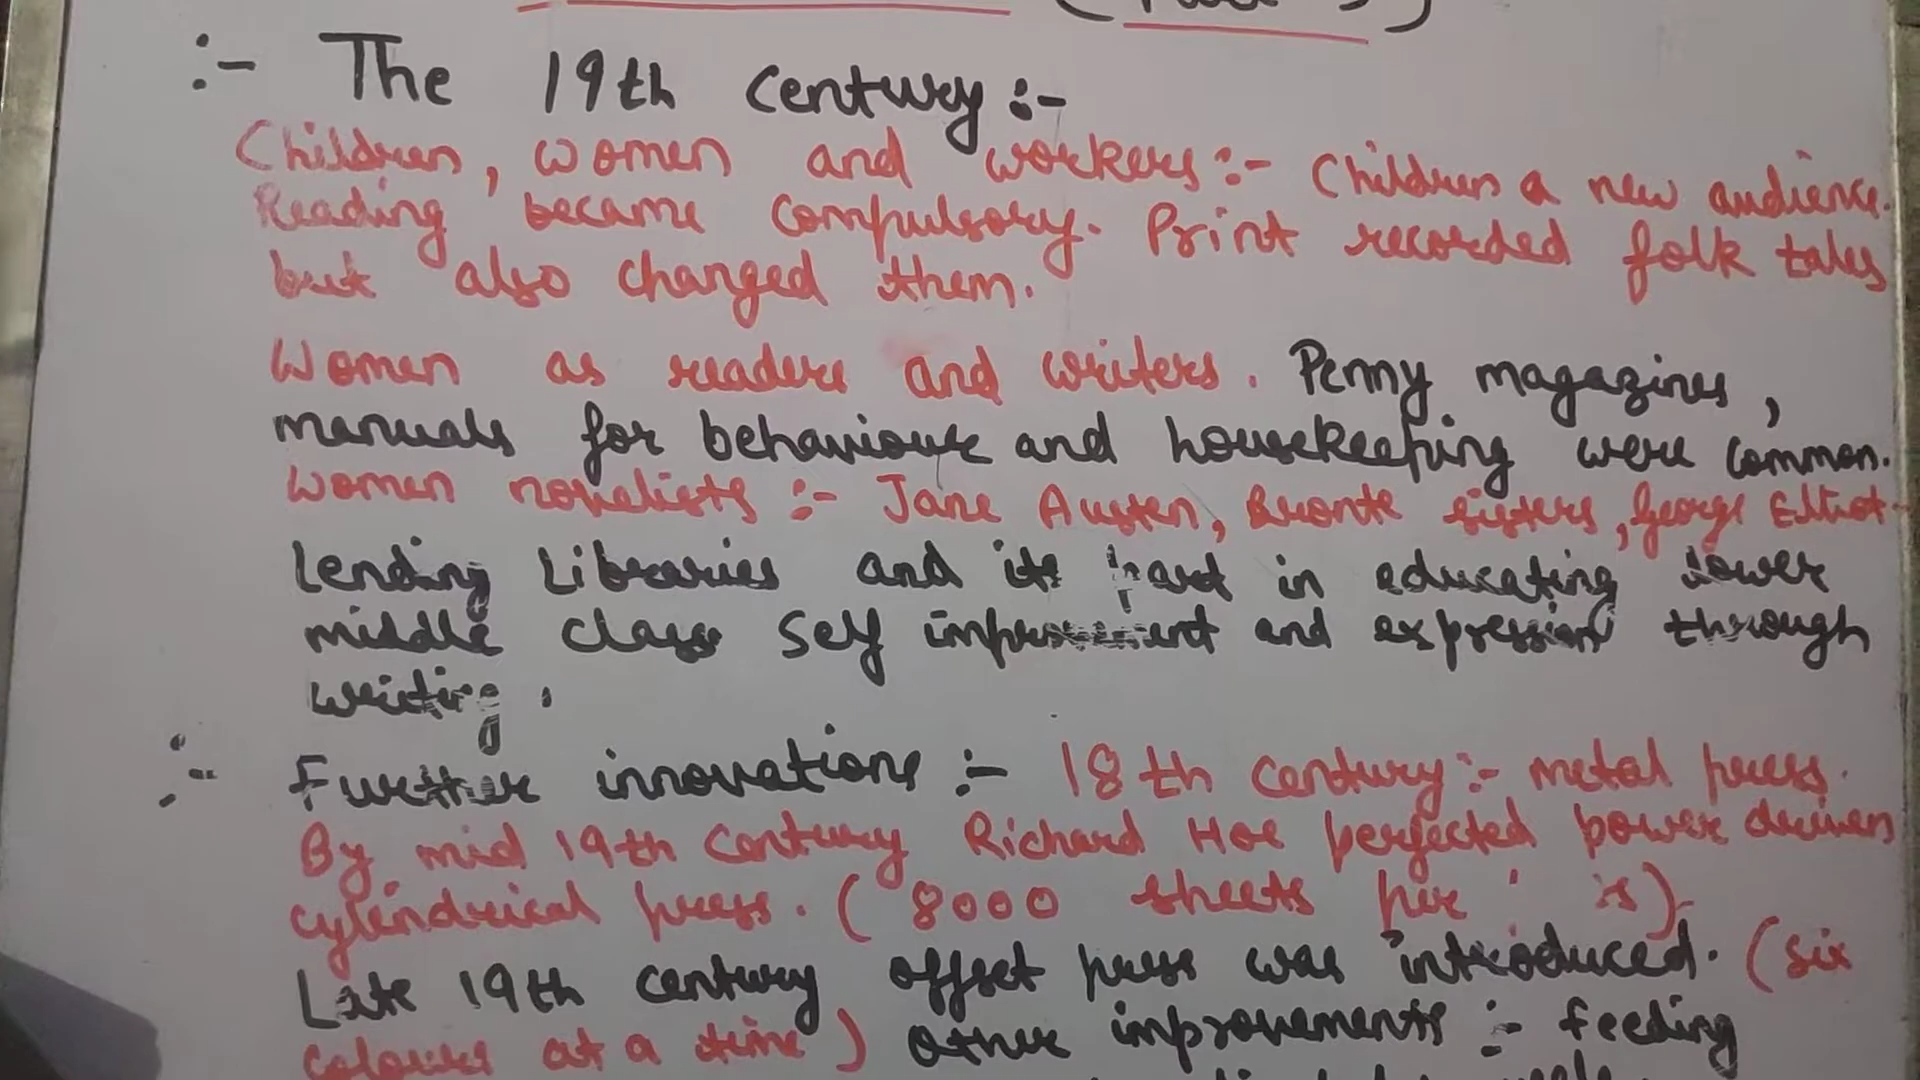 :- The 19th century :-
Children, women and workers :- Children a new audience.
Reading became compulsory. Print recorded folk tales
but also changed them.
Women as readers and writers. Penny magazines,
manuals for behaviour and housekeeping were common.
Women novelists :- Jane Austen, Bronte sisters, George Elliot-
Lending Libraries and its part in educating lower
middle class self improvement and expression through
writing.
:- Further innovations :- 18th century :- metal press.
By mid 19th century Richard Hoe perfected power driven
cylindrical press. (8000 sheets per
Late 19th century offset press was introduced. (six
colours at a time) other improvements :- feeding